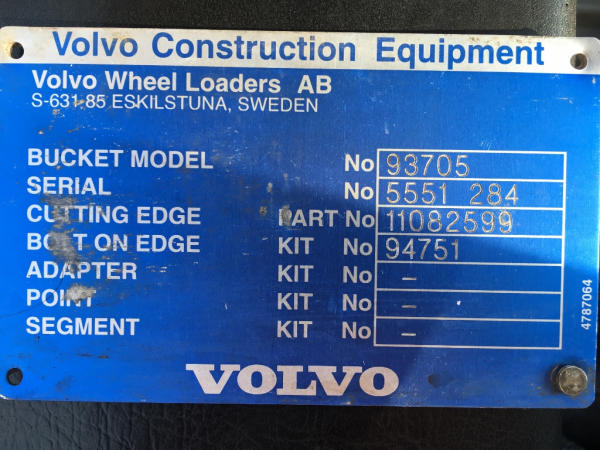 Volvo Construction Equipment
Volvo Wheel Loaders AB
S-631 85 ESKILSTUNA, SWEDEN
BUCKET MODEL No 93705
SERIAL No 5551 284
CUTTING EDGE PART No 11082599
BOLT ON EDGE KIT No 94751
ADAPTER KIT No –
POINT KIT No –
SEGMENT KIT No –
4787064
VOLVO